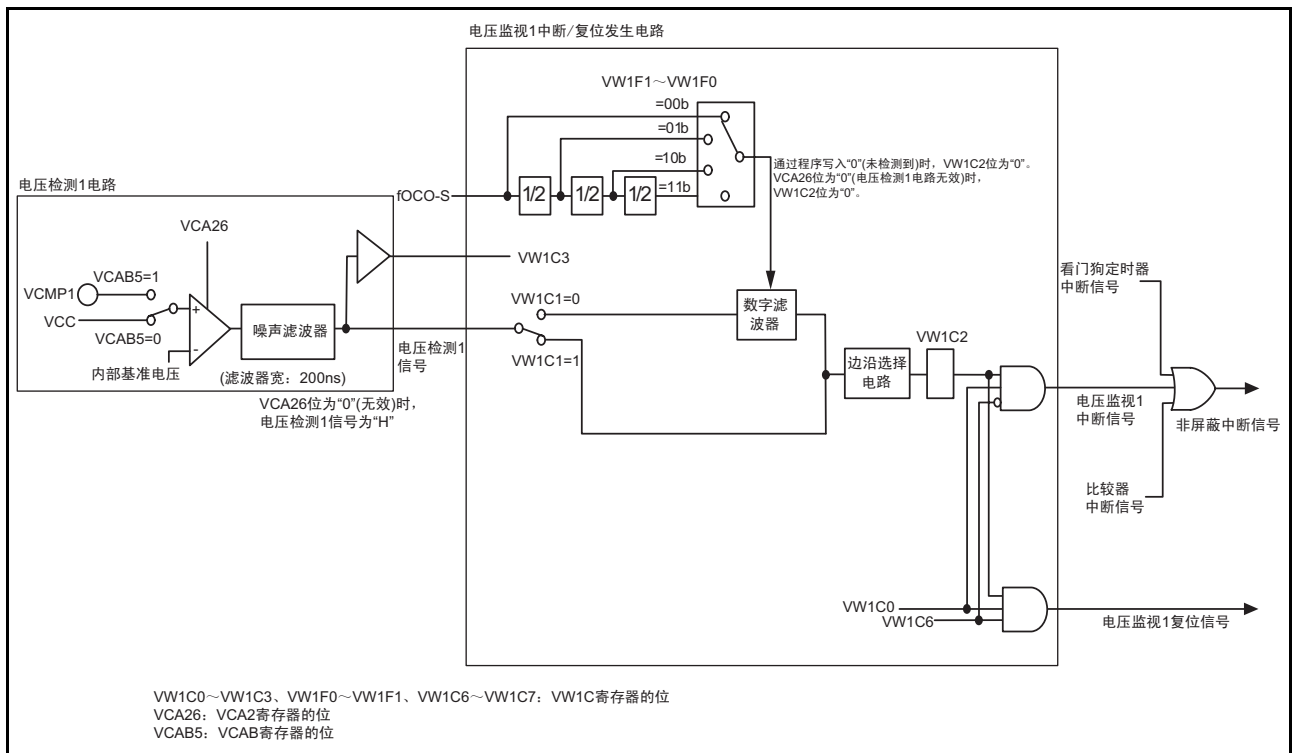 电压监视1中断/复位发生电路
VW1F1～VW1F0
=00b
=01b
=10b
=11b
fOCO-S
1/2
1/2
1/2
通过程序写入“0”(未检测到)时，VW1C2位为“0”。
VCA26位为“0”(电压检测1电路无效)时，
VW1C2位为“0”。
电压检测1电路
VCA26
VCAB5=1
VCMP1
VCC
VCAB5=0
+
-
内部基准电压
噪声滤波器
(滤波器宽：200ns)
VCA26位为“0”(无效)时，
电压检测1信号为“H”
VW1C3
电压检测1
信号
VW1C1=0
VW1C1=1
数字滤
波器
边沿选择
电路
VW1C2
看门狗定时器
中断信号
电压监视1
中断信号
非屏蔽中断信号
比较器
中断信号
VW1C0
VW1C6
电压监视1复位信号
VW1C0～VW1C3、VW1F0～VW1F1、VW1C6～VW1C7：VW1C寄存器的位
VCA26：VCA2寄存器的位
VCAB5：VCAB寄存器的位